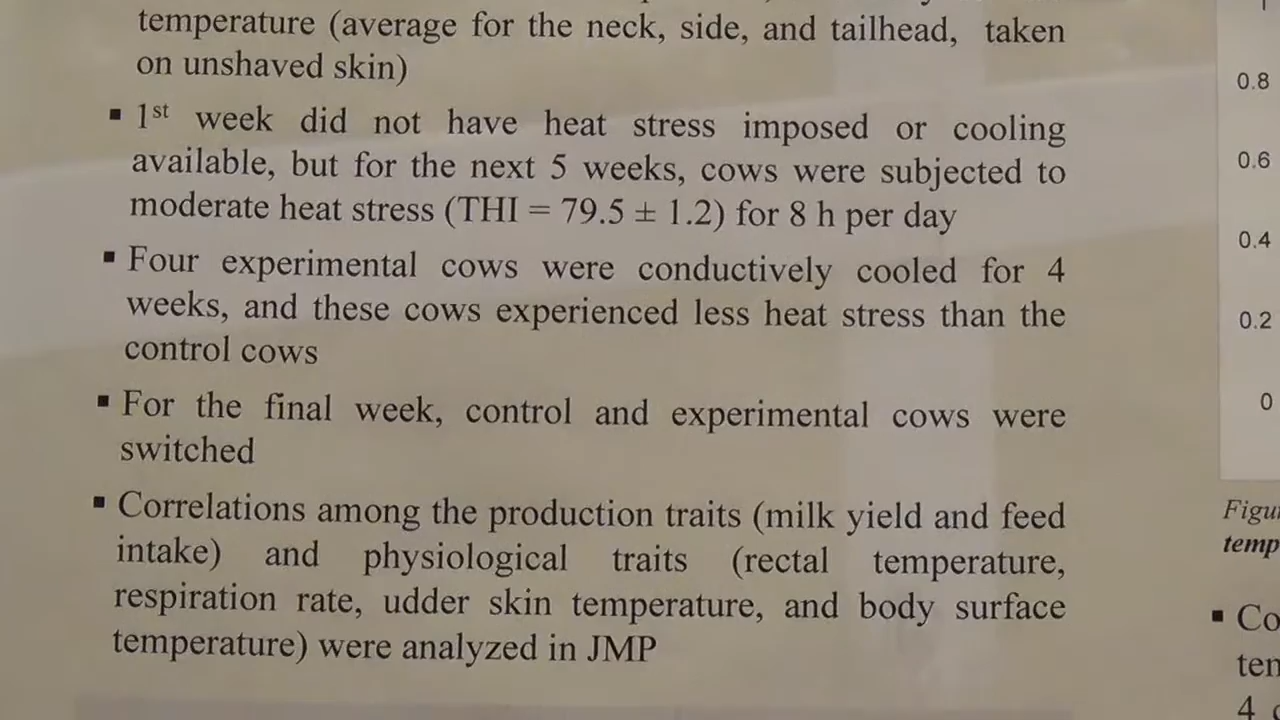 temperature (average for the neck, side, and tailhead, taken
on unshaved skin)
▪ 1st week did not have heat stress imposed or cooling
available, but for the next 5 weeks, cows were subjected to
moderate heat stress (THI = 79.5 ± 1.2) for 8 h per day
▪ Four experimental cows were conductively cooled for 4
weeks, and these cows experienced less heat stress than the
control cows
▪ For the final week, control and experimental cows were
switched
▪ Correlations among the production traits (milk yield and feed
intake) and physiological traits (rectal temperature,
respiration rate, udder skin temperature, and body surface
temperature) were analyzed in JMP
0.8
0.6
0.4
0.2
0
4